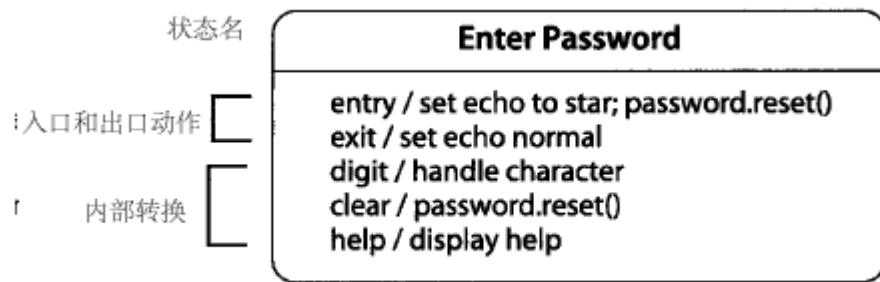 状态名
Enter Password
入口和出口动作
entry / set echo to star; password.reset()
exit / set echo normal
内部转换
digit / handle character
clear / password.reset()
help / display help